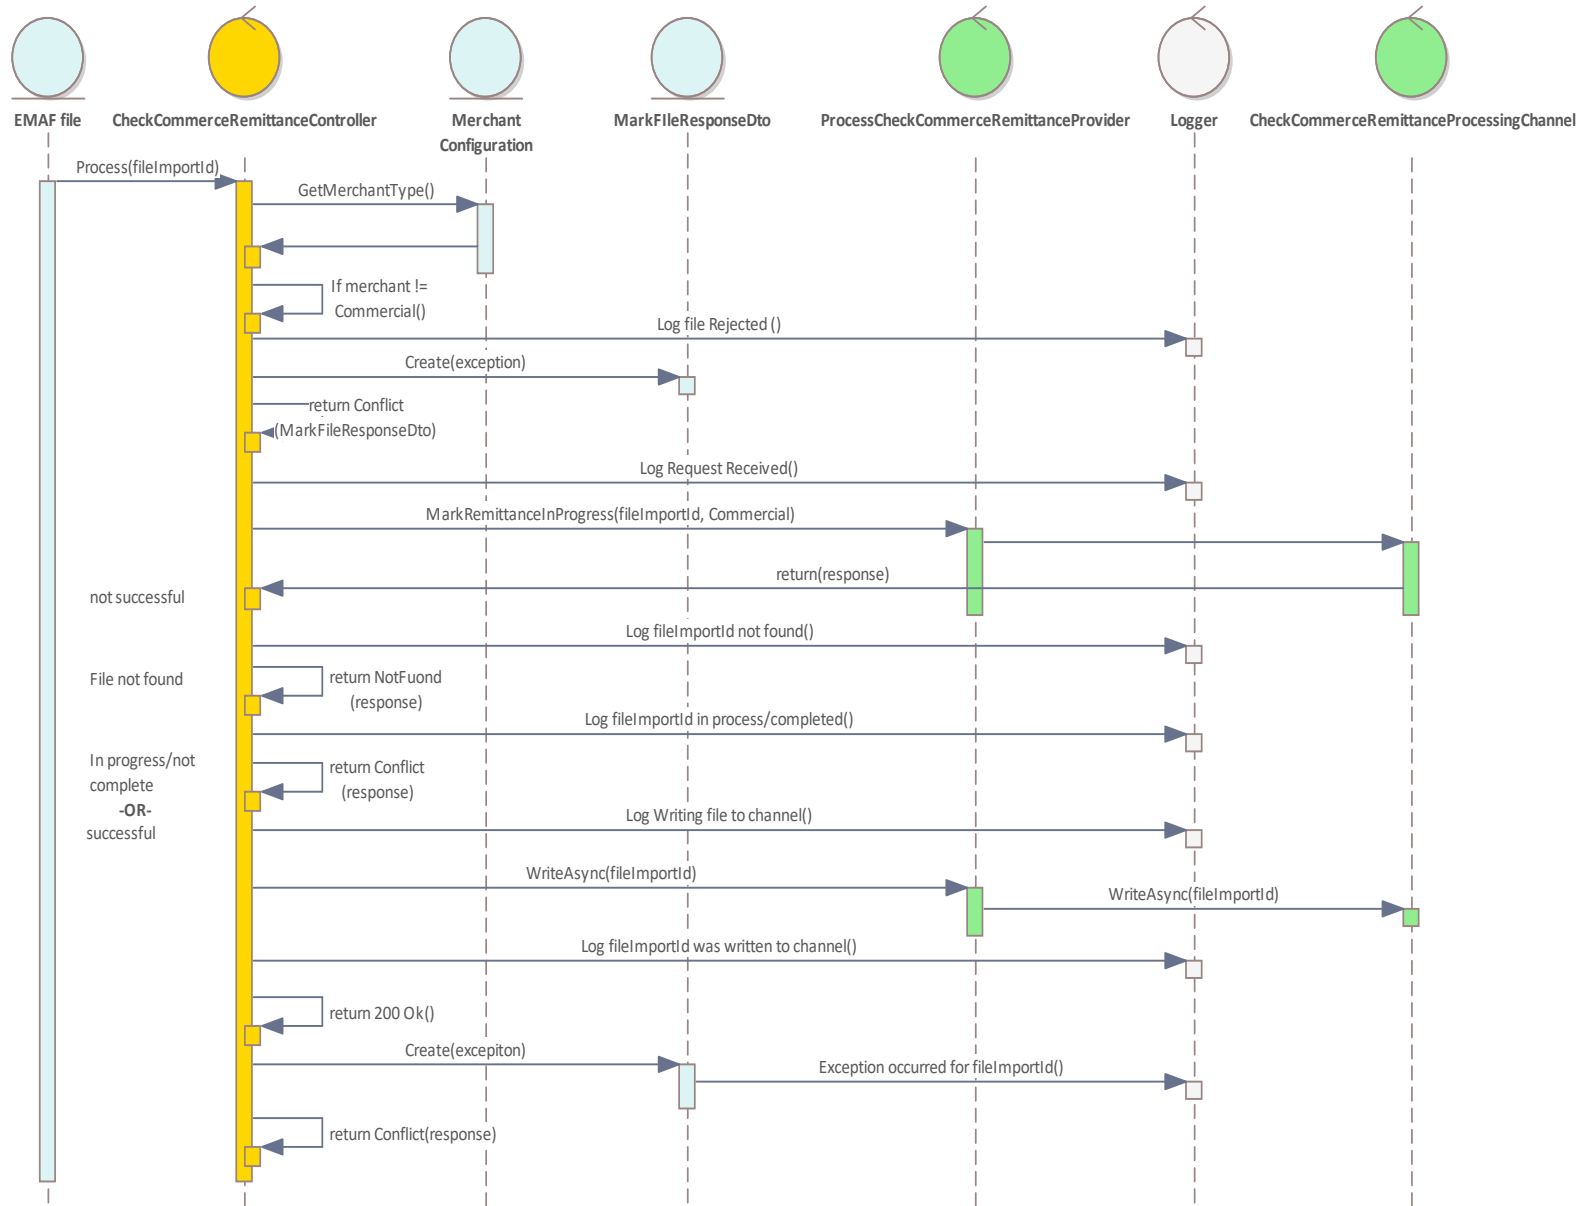 EMAF file
CheckCommerceRemittanceController
Merchant
Configuration
MarkFIleResponseDto
ProcessCheckCommerceRemittanceProvider
Logger
CheckCommerceRemittanceProcessingChannel
Process(fileImportId)
GetMerchantType()
If merchant !=
Commercial()
Log file Rejected ()
Create(exception)
return Conflict
(MarkFileResponseDto)
Log Request Received()
MarkRemittanceInProgress(fileImportId, Commercial)
return(response)
not successful
Log fileImportId not found()
File not found
return NotFuond
(response)
Log fileImportId in process/completed()
In progress/not
complete
-OR-
successful
return Conflict
(response)
Log Writing file to channel()
WriteAsync(fileImportId)
WriteAsync(fileImportId)
Log fileImportId was written to channel()
return 200 Ok()
Create(excepiton)
Exception occurred for fileImportId()
return Conflict(response)